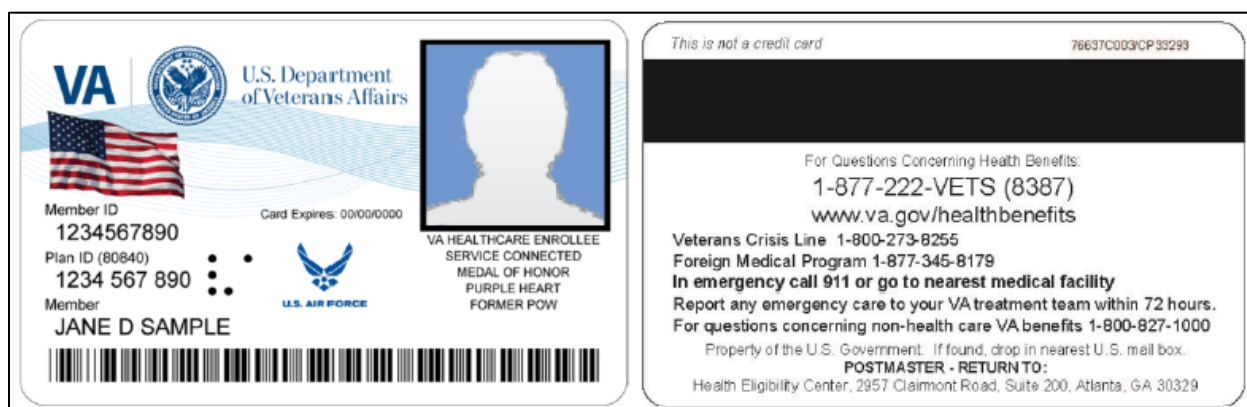 VA
U.S. Department
of Veterans Affairs
Member ID
1234567890
Card Expires: 00/00/0000
Plan ID (80840)
1234 567 890
U.S. AIR FORCE
Member
JANE D SAMPLE
VA HEALTHCARE ENROLLEE
SERVICE CONNECTED
MEDAL OF HONOR
PURPLE HEART
FORMER POW
This is not a credit card
76637C003/CP33293
For Questions Concerning Health Benefits:
1-877-222-VETS (8387)
www.va.gov/healthbenefits
Veterans Crisis Line 1-800-273-8255
Foreign Medical Program 1-877-345-8179
In emergency call 911 or go to nearest medical facility
Report any emergency care to your VA treatment team within 72 hours.
For questions concerning non-health care VA benefits 1-800-827-1000
Property of the U.S. Government. If found, drop in nearest U.S. mail box.
POSTMASTER - RETURN TO:
Health Eligibility Center, 2957 Clairmont Road, Suite 200, Atlanta, GA 30329